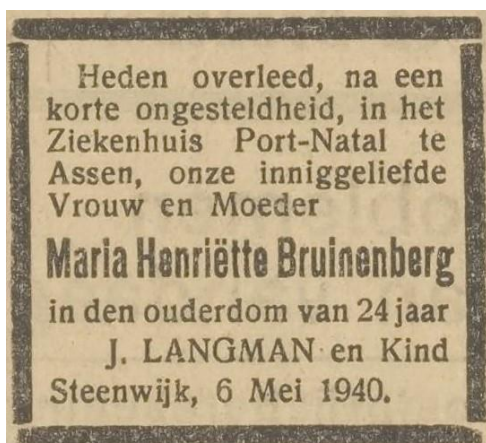 Heden overleed, na een
korte ongesteldheid, in het
Ziekenhuis Port-Natal te
Assen, onze inniggeliefde
Vrouw en Moeder
Maria Henriëtte Bruinenberg
in den ouderdom van 24 jaar
J. LANGMAN en Kind
Steenwijk, 6 Mei 1940.